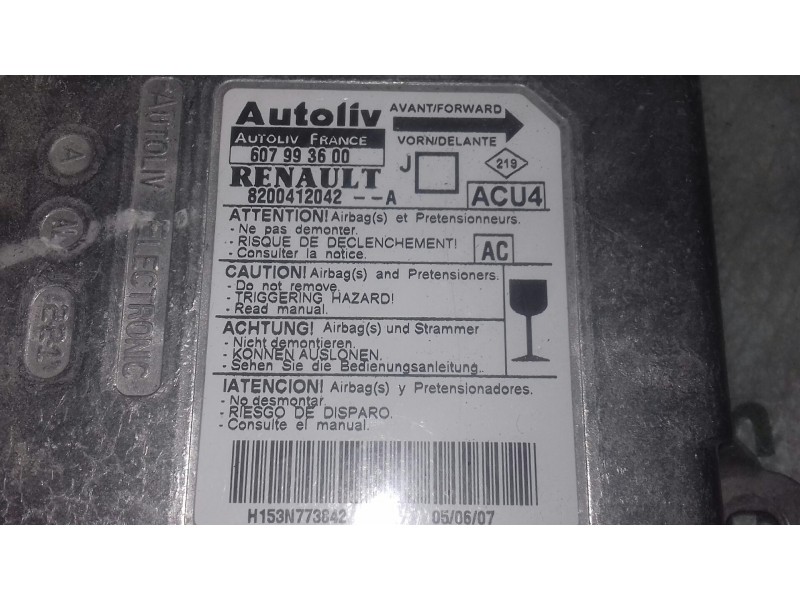 Autoliv
AUTOLIV FRANCE
607 99 36 00
RENAULT
8200412042 --A
AVANT/FORWARD
VORN/DELANTE
J
219
ACU4
AC
ATTENTION! Airbag(s) et Pretensionneurs.
- Ne pas demonter.
- RISQUE DE DECLENCHEMENT!
- Consulter la notice.
CAUTION! Airbag(s) and Pretensioners.
- Do not remove.
- TRIGGERING HAZARD!
- Read manual.
ACHTUNG! Airbag(s) und Strammer
- Nicht demontieren.
- KONNEN AUSLONEN.
- Sehen Sie die Bedienungsanleitung.
!ATENCION! Airbag(s) y Pretensionadores.
- No desmontar.
- RIESGO DE DISPARO.
- Consulte el manual.
H153N773842
05/06/07
AUTOLIV ELECTRONIC
A